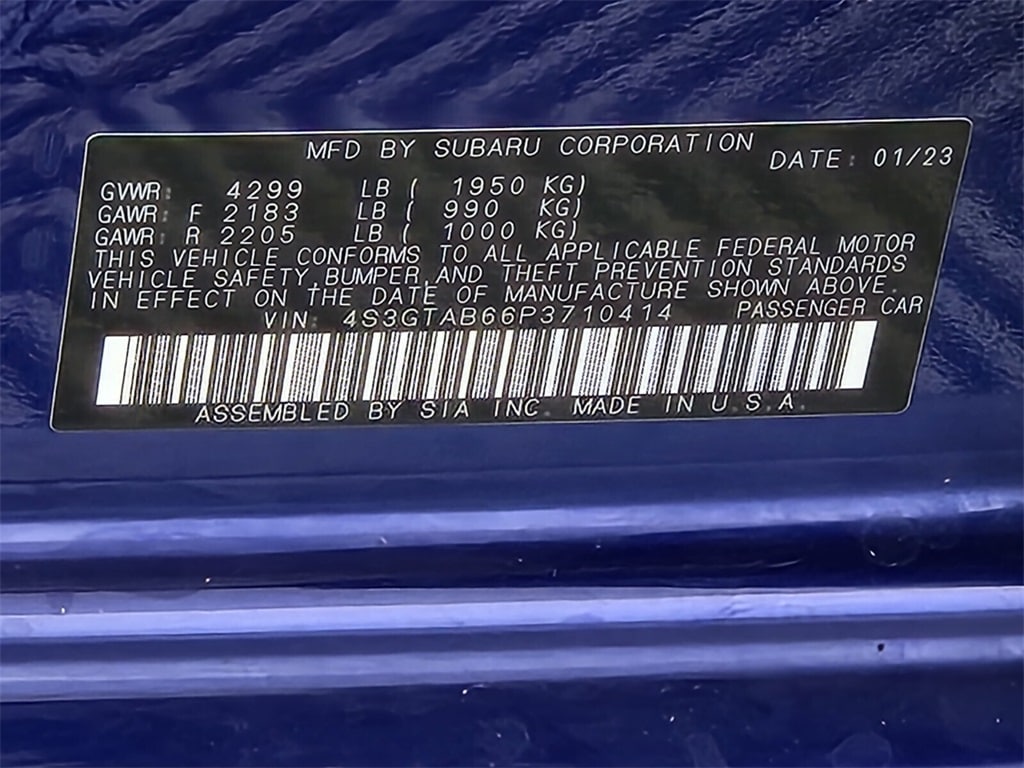 MFD BY SUBARU CORPORATION DATE: 01/23
GVWR: 4299 LB ( 1950 KG)
GAWR: F 2183 LB ( 990 KG)
GAWR: R 2205 LB ( 1000 KG)
THIS VEHICLE CONFORMS TO ALL APPLICABLE FEDERAL MOTOR
VEHICLE SAFETY, BUMPER, AND THEFT PREVENTION STANDARDS
IN EFFECT ON THE DATE OF MANUFACTURE SHOWN ABOVE.
VIN: 4S3GTAB66P3710414 PASSENGER CAR
ASSEMBLED BY SIA INC. MADE IN U.S.A.